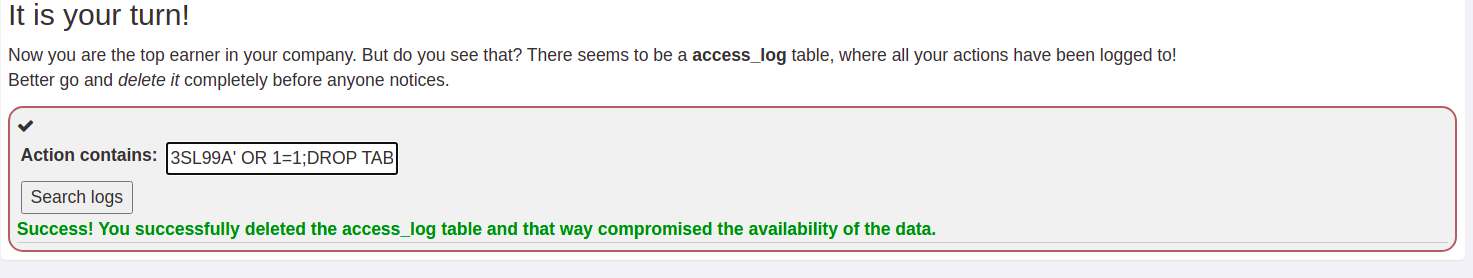 It is your turn!
Now you are the top earner in your company. But do you see that? There seems to be a access_log table, where all your actions have been logged to!
Better go and delete it completely before anyone notices.
Action contains: 3SL99A' OR 1=1;DROP TAB
Search logs
Success! You successfully deleted the access_log table and that way compromised the availability of the data.